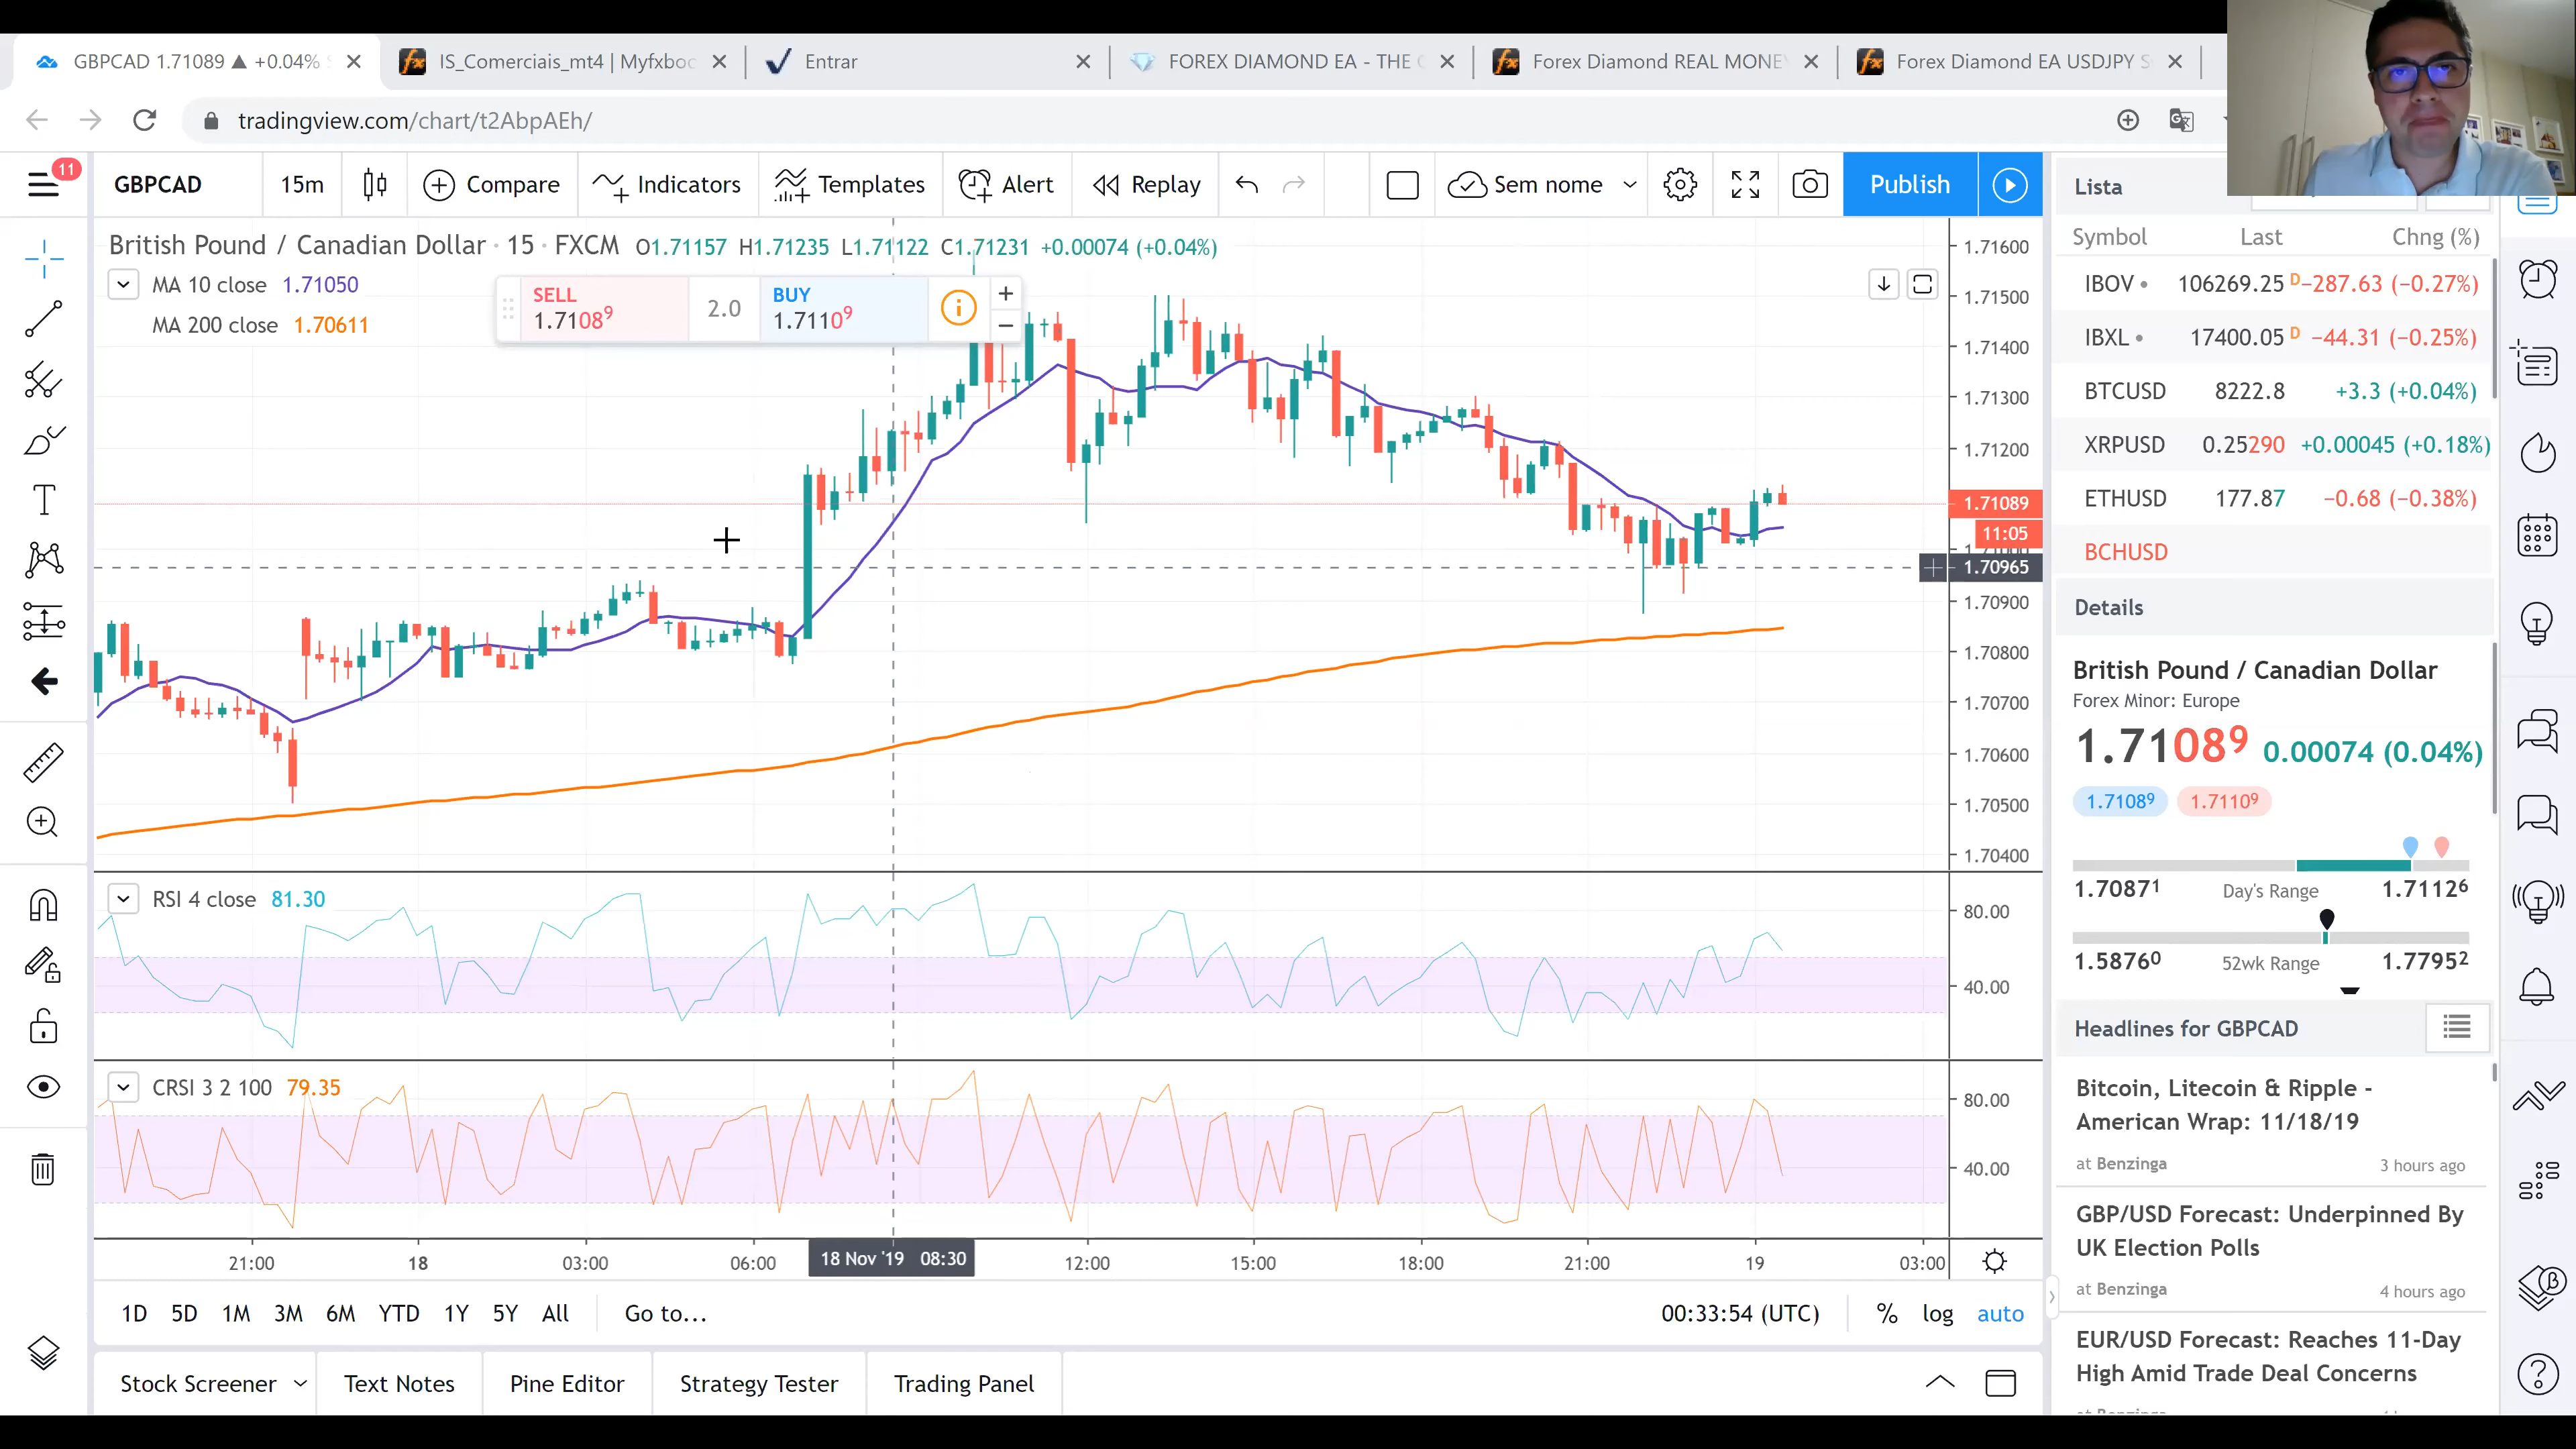 GBPCAD 1.71089 ▲ +0.04%
IS_Comerciais_mt4 | Myfxboo
Entrar
FOREX DIAMOND EA - THE
Forex Diamond REAL MONEY
Forex Diamond EA USDJPY S
tradingview.com/chart/t2AbpAEh/
11
GBPCAD
15m
Compare
Indicators
Templates
Alert
Replay
Sem nome
Publish
British Pound / Canadian Dollar · 15 · FXCM O1.71157 H1.71235 L1.71122 C1.71231 +0.00074 (+0.04%)
MA 10 close 1.71050
MA 200 close 1.70611
SELL
1.71089
2.0
BUY
1.71109
1.71600
1.71500
1.71400
1.71300
1.71200
1.71089
11:05
1.71000
1.70965
1.70900
1.70800
1.70700
1.70600
1.70500
1.70400
RSI 4 close 81.30
80.00
40.00
CRSI 3 2 100 79.35
80.00
40.00
21:00
18
03:00
06:00
18 Nov '19 08:30
12:00
15:00
18:00
21:00
19
03:00
1D 5D 1M 3M 6M YTD 1Y 5Y All Go to...
00:33:54 (UTC) % log auto
Stock Screener
Text Notes
Pine Editor
Strategy Tester
Trading Panel
Lista
Symbol Last Chng (%)
IBOV • 106269.25 D −287.63 (−0.27%)
IBXL • 17400.05 D −44.31 (−0.25%)
BTCUSD 8222.8 +3.3 (+0.04%)
XRPUSD 0.25290 +0.00045 (+0.18%)
ETHUSD 177.87 −0.68 (−0.38%)
BCHUSD
Details
British Pound / Canadian Dollar
Forex Minor: Europe
1.71089 0.00074 (0.04%)
1.71089 1.71109
1.70871 Day's Range 1.71126
1.58760 52wk Range 1.77952
Headlines for GBPCAD
Bitcoin, Litecoin & Ripple -
American Wrap: 11/18/19
at Benzinga 3 hours ago
GBP/USD Forecast: Underpinned By
UK Election Polls
at Benzinga 4 hours ago
EUR/USD Forecast: Reaches 11-Day
High Amid Trade Deal Concerns